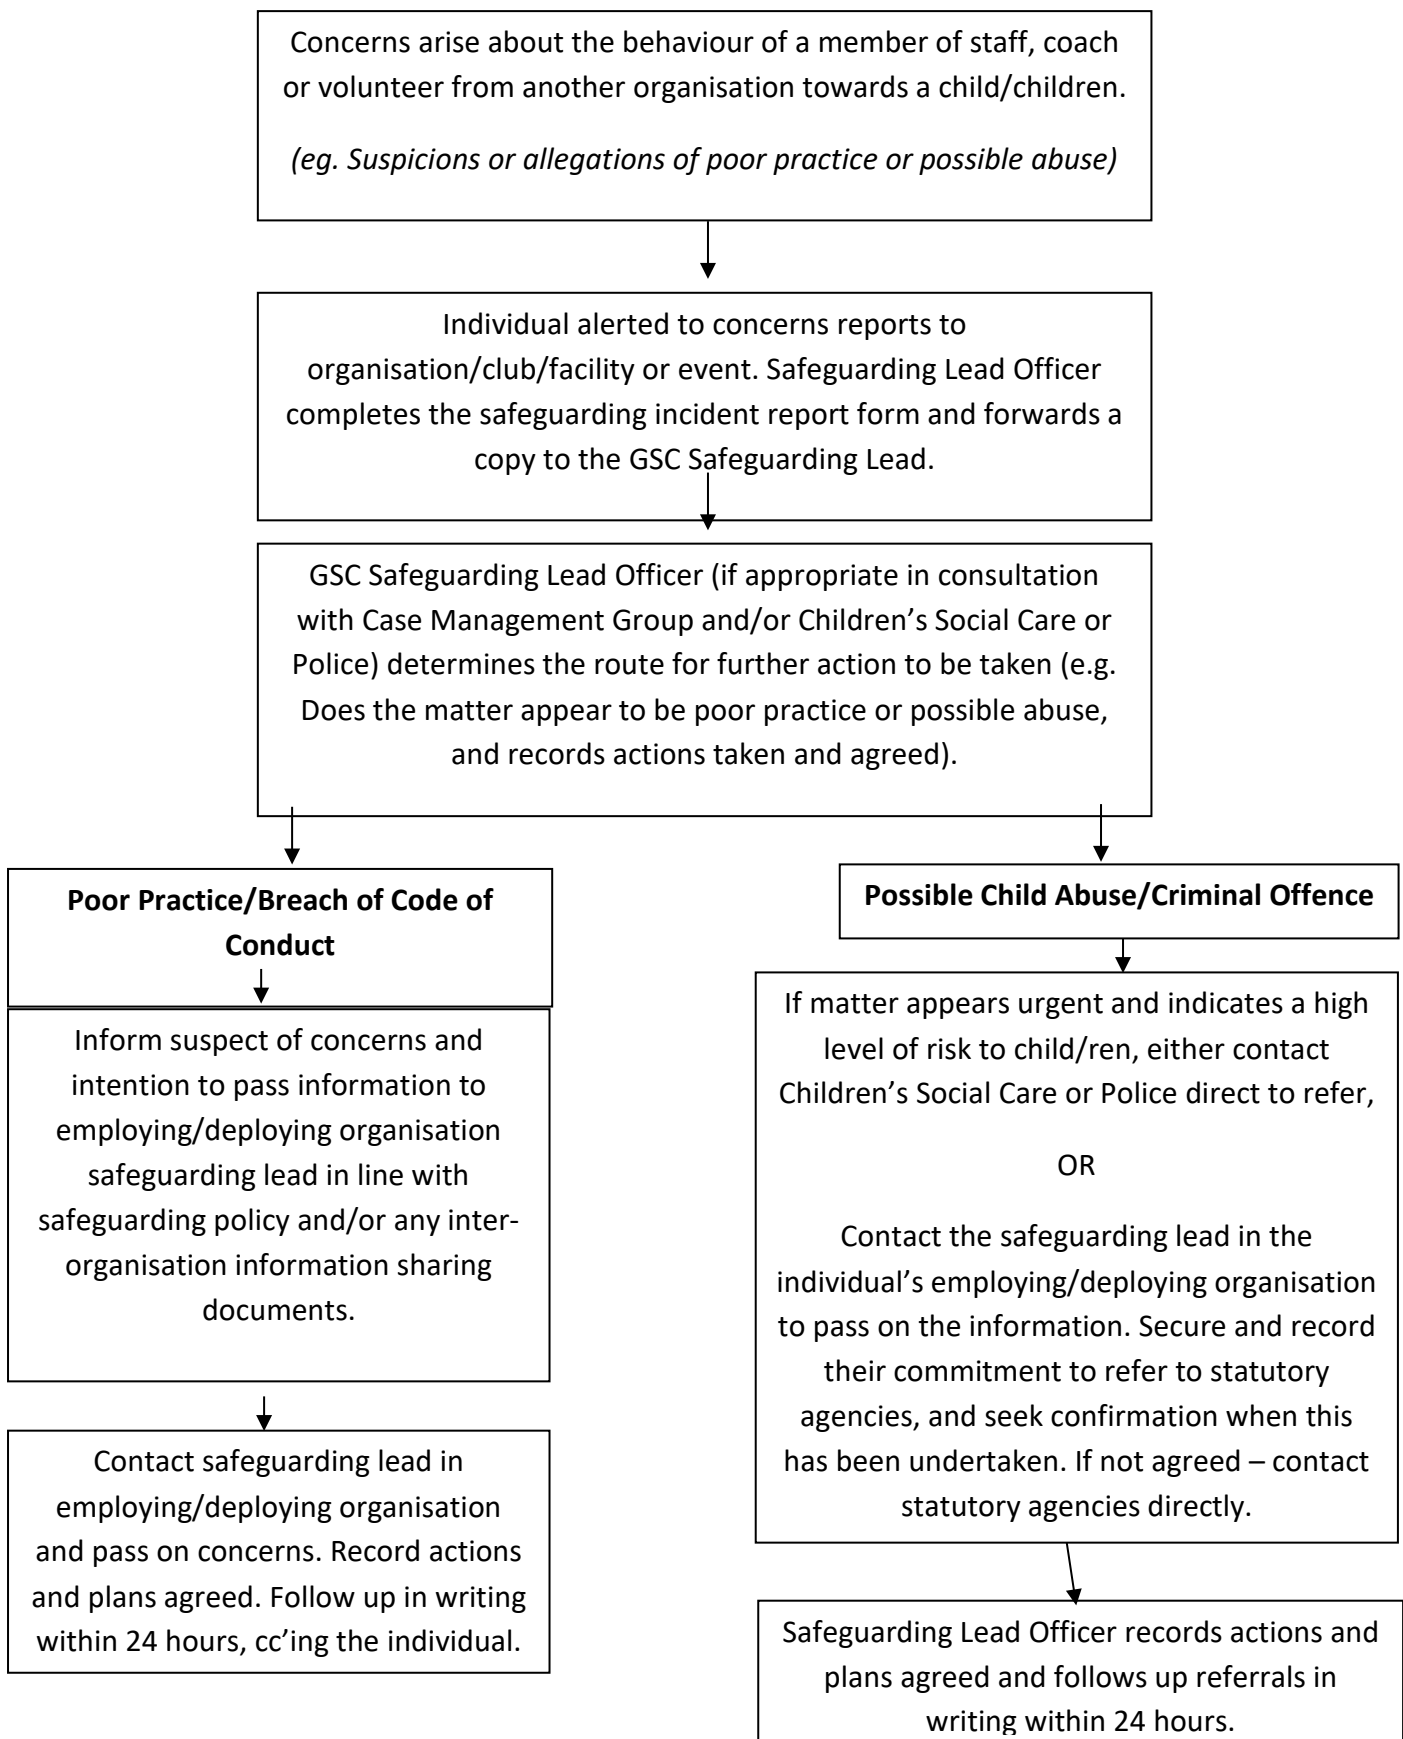 Concerns arise about the behaviour of a member of staff, coach
or volunteer from another organisation towards a child/children.
(eg. Suspicions or allegations of poor practice or possible abuse)
Individual alerted to concerns reports to
organisation/club/facility or event. Safeguarding Lead Officer
completes the safeguarding incident report form and forwards a
copy to the GSC Safeguarding Lead.
GSC Safeguarding Lead Officer (if appropriate in consultation
with Case Management Group and/or Children’s Social Care or
Police) determines the route for further action to be taken (e.g.
Does the matter appear to be poor practice or possible abuse,
and records actions taken and agreed).
Poor Practice/Breach of Code of
Conduct
Inform suspect of concerns and
intention to pass information to
employing/deploying organisation
safeguarding lead in line with
safeguarding policy and/or any inter-
organisation information sharing
documents.
Contact safeguarding lead in
employing/deploying organisation
and pass on concerns. Record actions
and plans agreed. Follow up in writing
within 24 hours, cc’ing the individual.
Possible Child Abuse/Criminal Offence
If matter appears urgent and indicates a high
level of risk to child/ren, either contact
Children’s Social Care or Police direct to refer,
OR
Contact the safeguarding lead in the
individual’s employing/deploying organisation
to pass on the information. Secure and record
their commitment to refer to statutory
agencies, and seek confirmation when this
has been undertaken. If not agreed – contact
statutory agencies directly.
Safeguarding Lead Officer records actions and
plans agreed and follows up referrals in
writing within 24 hours.